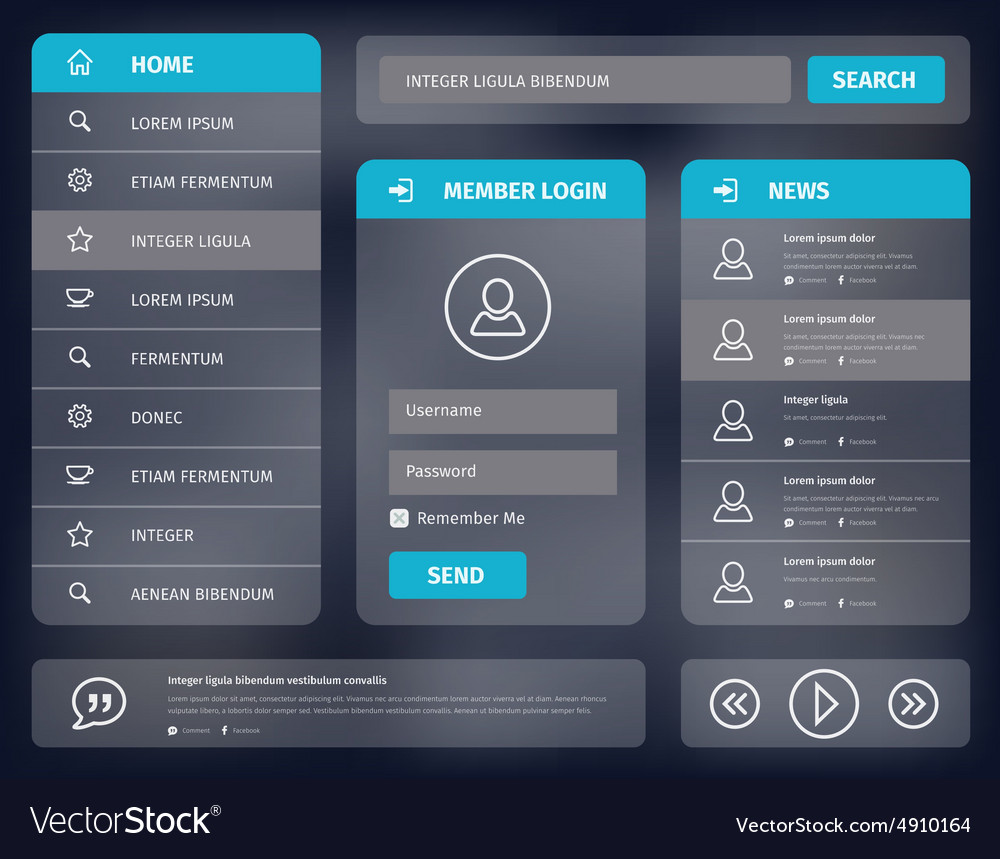 HOME
LOREM IPSUM
ETIAM FERMENTUM
INTEGER LIGULA
LOREM IPSUM
FERMENTUM
DONEC
ETIAM FERMENTUM
INTEGER
AENEAN BIBENDUM
INTEGER LIGULA BIBENDUM
SEARCH
MEMBER LOGIN
Username
Password
Remember Me
SEND
NEWS
Lorem ipsum dolor
Sit amet, consectetur adipiscing elit. Vivamus
condimentum lorem auctor viverra vel at diam.
Comment Facebook
Lorem ipsum dolor
Sit amet, consectetur adipiscing elit. Vivamus nec
condimentum lorem auctor viverra vel at diam.
Comment Facebook
Integer ligula
Sit amet, consectetur adipiscing elit.
Comment Facebook
Lorem ipsum dolor
Sit amet, consectetur adipiscing elit. Vivamus nec arcu
condimentum lorem auctor viverra vel at diam.
Comment Facebook
Lorem ipsum dolor
Vivamus nec arcu condimentum.
Comment Facebook
Integer ligula bibendum vestibulum convallis
Lorem ipsum dolor sit amet, consectetur adipiscing elit. Vivamus nec arcu condimentum, lorem auctor interdum, aenean rhoncus
vulputate libero, a lobortis dolor semper sed. Vestibulum bibendum vestibulum convallis. Aenean ut bibendum pulvinar semper felis.
Comment Facebook
VectorStock®
VectorStock.com/4910164